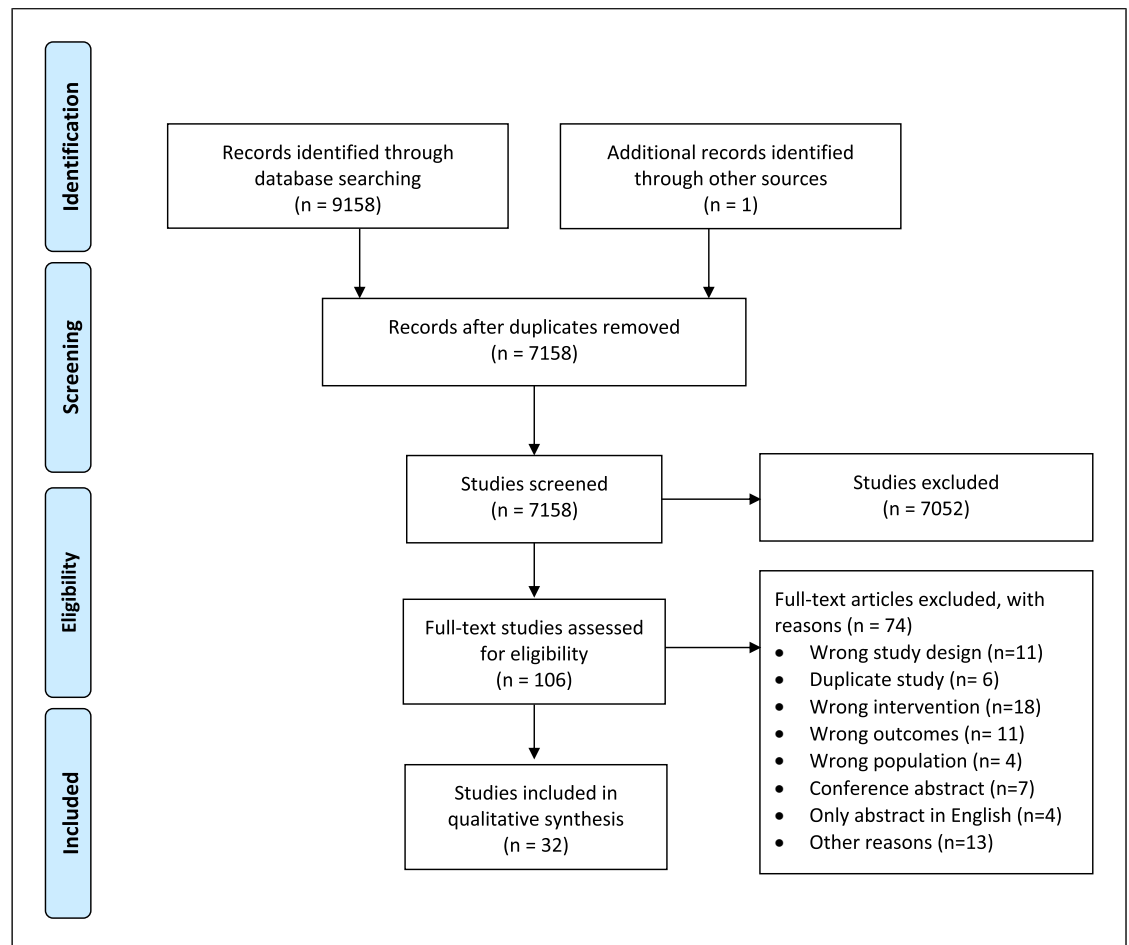 Identification
Records identified through
database searching
(n = 9158)
Additional records identified
through other sources
(n = 1)
Screening
Records after duplicates removed
(n = 7158)
Studies screened
(n = 7158)
Studies excluded
(n = 7052)
Eligibility
Full-text studies assessed
for eligibility
(n = 106)
Full-text articles excluded, with
reasons (n = 74)
• Wrong study design (n=11)
• Duplicate study (n= 6)
• Wrong intervention (n=18)
• Wrong outcomes (n= 11)
• Wrong population (n= 4)
• Conference abstract (n=7)
• Only abstract in English (n=4)
• Other reasons (n=13)
Included
Studies included in
qualitative synthesis
(n = 32)